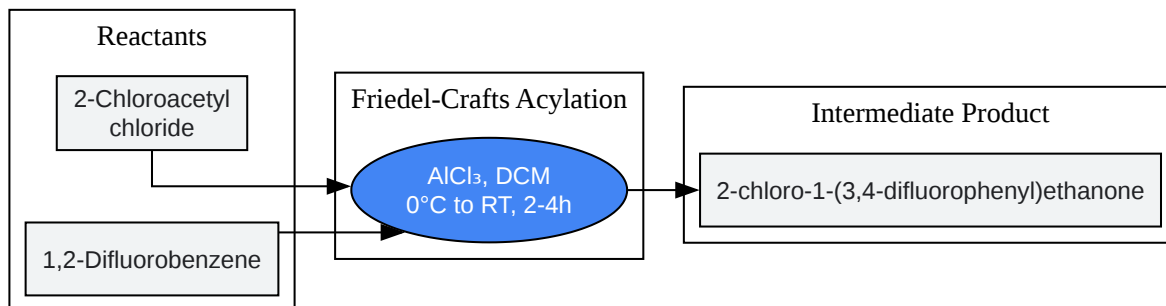 Reactants
2-Chloroacetyl
chloride
1,2-Difluorobenzene
Friedel-Crafts Acylation
AlCl₃, DCM
0°C to RT, 2-4h
Intermediate Product
2-chloro-1-(3,4-difluorophenyl)ethanone